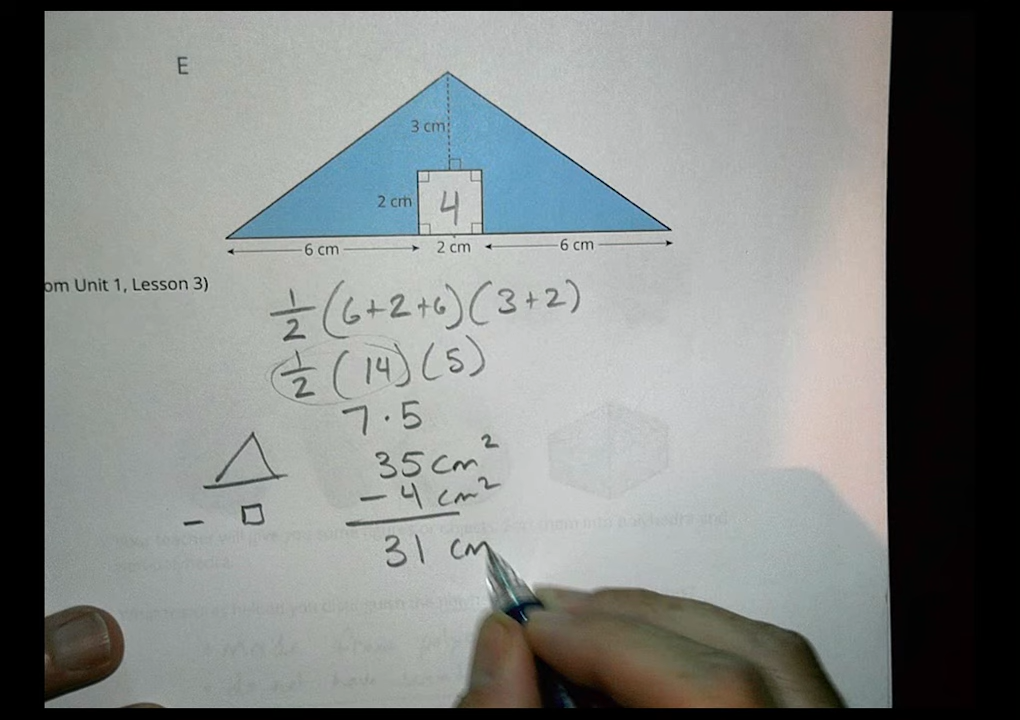 E
3 cm
2 cm
4
6 cm 2 cm 6 cm
om Unit 1, Lesson 3)
1/2 (6+2+6)(3+2)
1/2 (14)(5)
7·5
35 cm²
- 4 cm²
31 cm